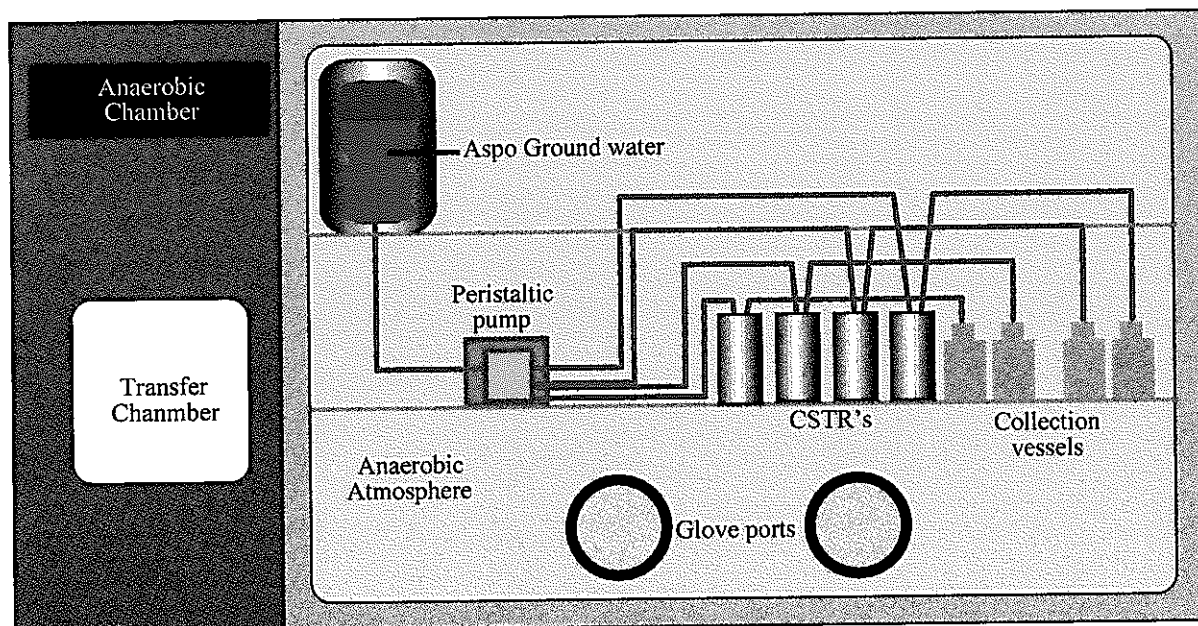 Anaerobic
Chamber
Aspo Ground water
Peristaltic
pump
Transfer
Chanmber
CSTR's
Collection
vessels
Anaerobic
Atmosphere
Glove ports